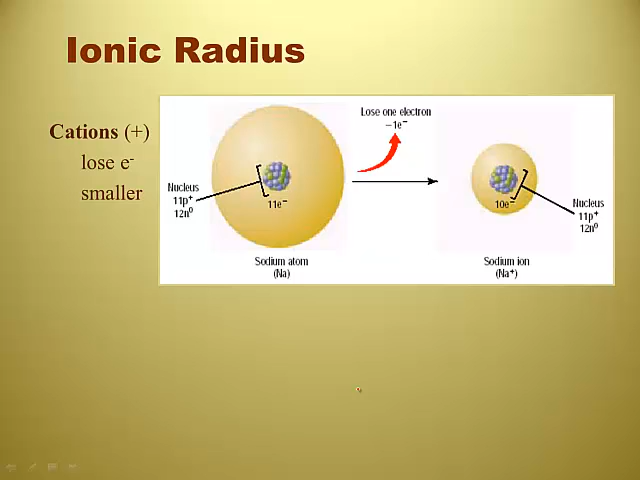 Ionic Radius
Cations (+)
lose e⁻
smaller
Lose one electron
−1e⁻
Nucleus
11p⁺
12n⁰
11e⁻
Sodium atom
(Na)
10e⁻
Nucleus
11p⁺
12n⁰
Sodium ion
(Na⁺)